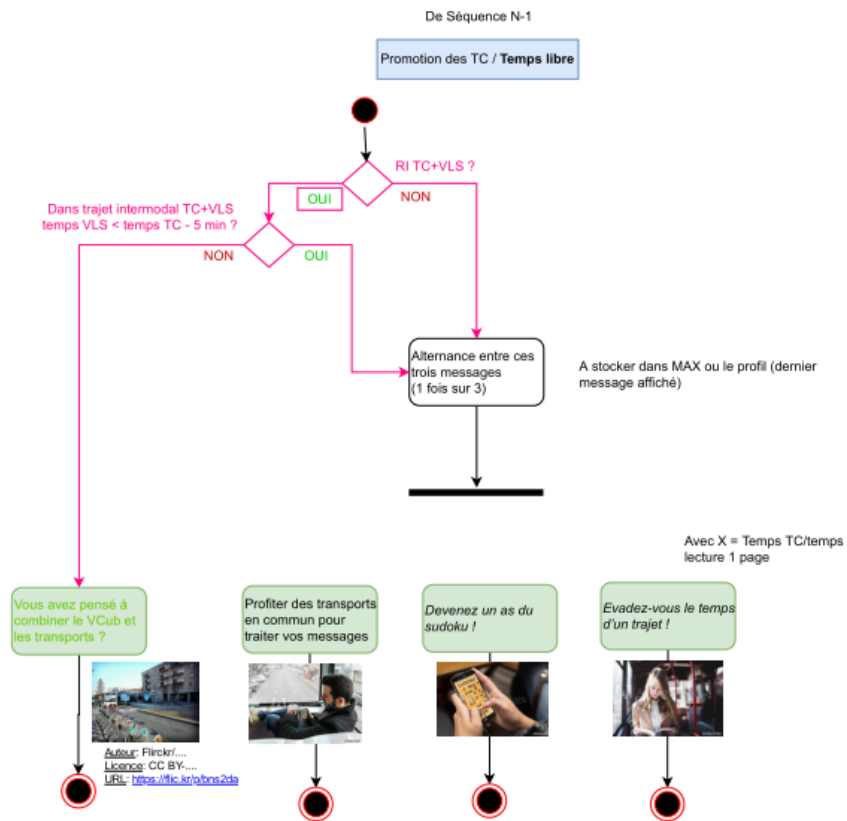 De Séquence N-1
Promotion des TC / Temps libre
RI TC+VLS ?
OUI
NON
Dans trajet intermodal TC+VLS
temps VLS < temps TC - 5 min ?
NON
OUI
Alternance entre ces
trois messages
(1 fois sur 3)
A stocker dans MAX ou le profil (dernier
message affiché)
Avec X = Temps TC/temps
lecture 1 page
Vous avez pensé à
combiner le VCub et
les transports ?
Profiter des transports
en commun pour
traiter vos messages
Devenez un as du
sudoku !
Evadez-vous le temps
d'un trajet !
Auteur: Flirckr/....
Licence: CC BY-....
URL: https://flic.kr/p/bns2da